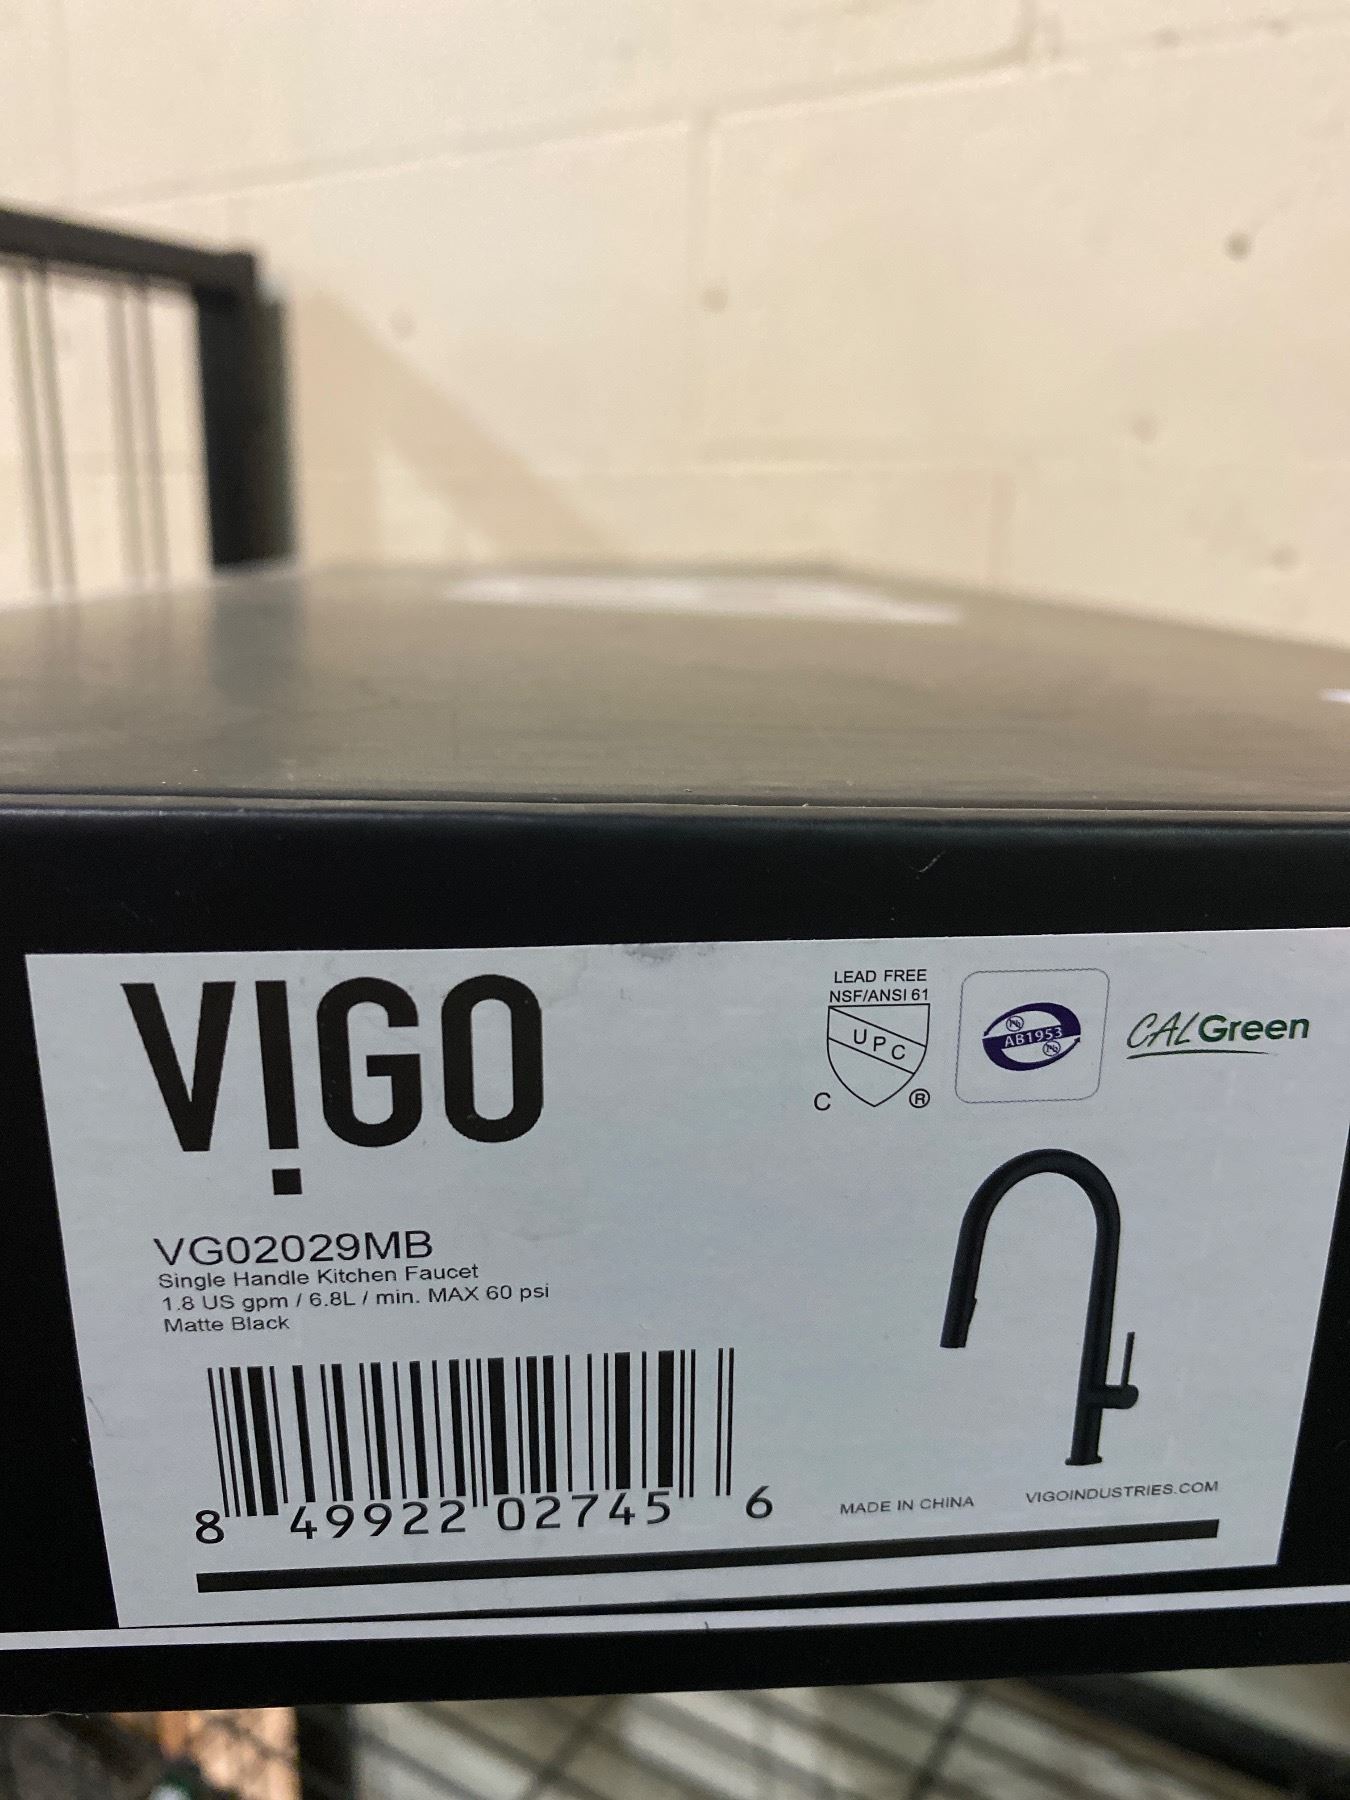 VIGO
LEAD FREE
NSF/ANSI 61
UPC
C ®
AB1953
CALGreen
VG02029MB
Single Handle Kitchen Faucet
1.8 US gpm / 6.8L / min. MAX 60 psi
Matte Black
8 49922 02745 6
MADE IN CHINA
VIGOINDUSTRIES.COM